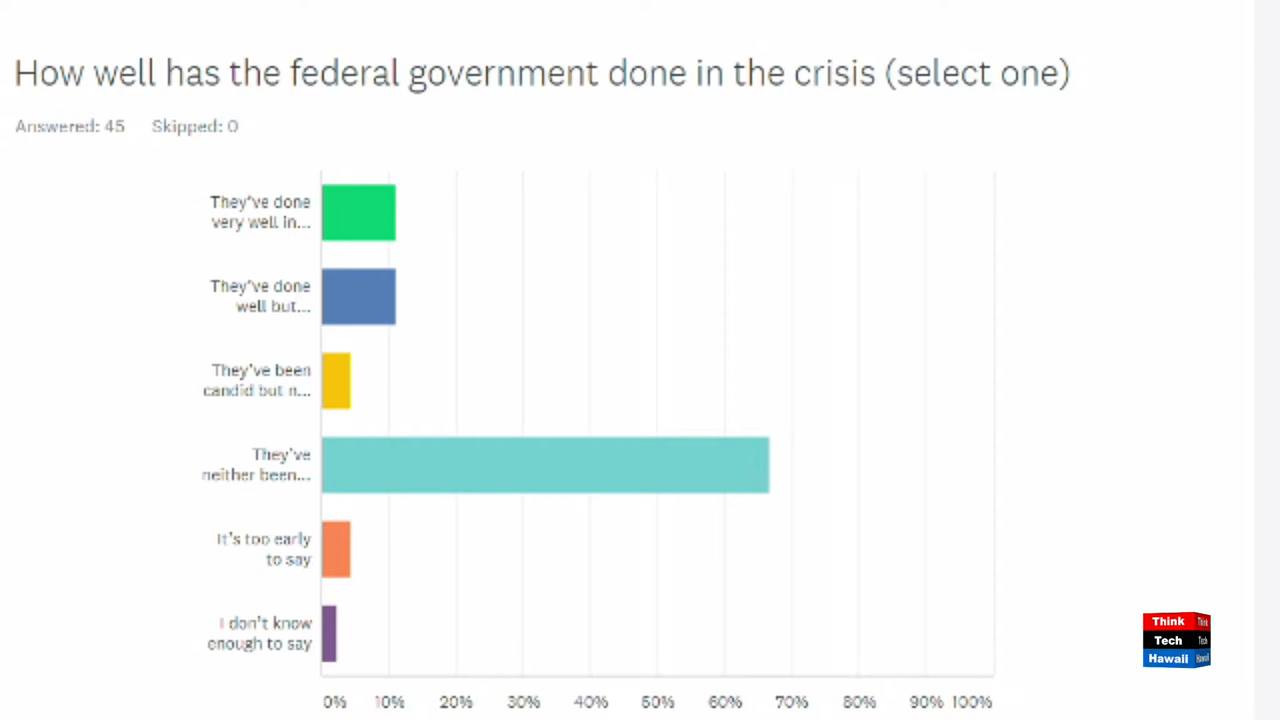 How well has the federal government done in the crisis (select one)
Answered: 45 Skipped: 0
They've done
very well in...
They've done
well but...
They've been
candid but n...
They've
neither been...
It's too early
to say
I don't know
enough to say
0% 10% 20% 30% 40% 50% 60% 70% 80% 90% 100%
Think Think
Tech Tech
Hawaii Hawaii